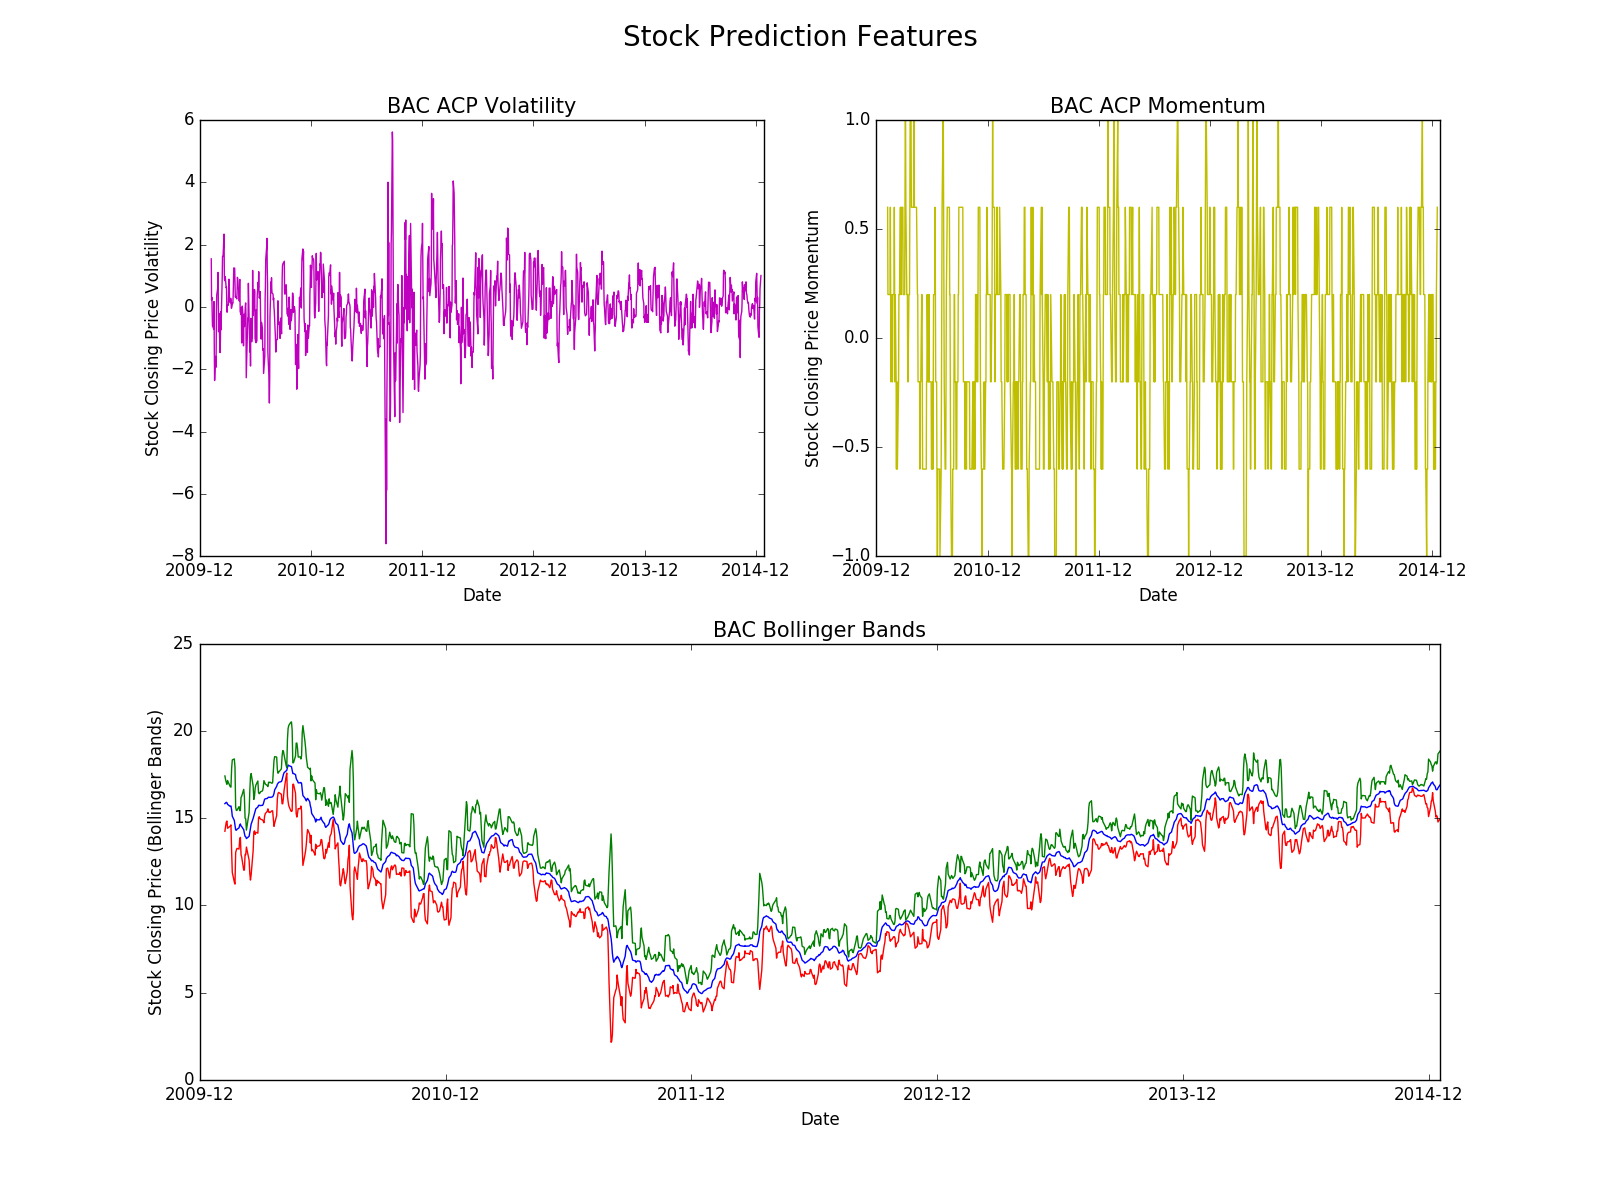 Stock Prediction Features
BAC ACP Volatility
Stock Closing Price Volatility
6
4
2
0
−2
−4
−6
−8
2009-12 2010-12 2011-12 2012-12 2013-12 2014-12
Date
BAC ACP Momentum
Stock Closing Price Momentum
1.0
0.5
0.0
−0.5
−1.0
2009-12 2010-12 2011-12 2012-12 2013-12 2014-12
Date
BAC Bollinger Bands
Stock Closing Price (Bollinger Bands)
25
20
15
10
5
0
2009-12 2010-12 2011-12 2012-12 2013-12 2014-12
Date